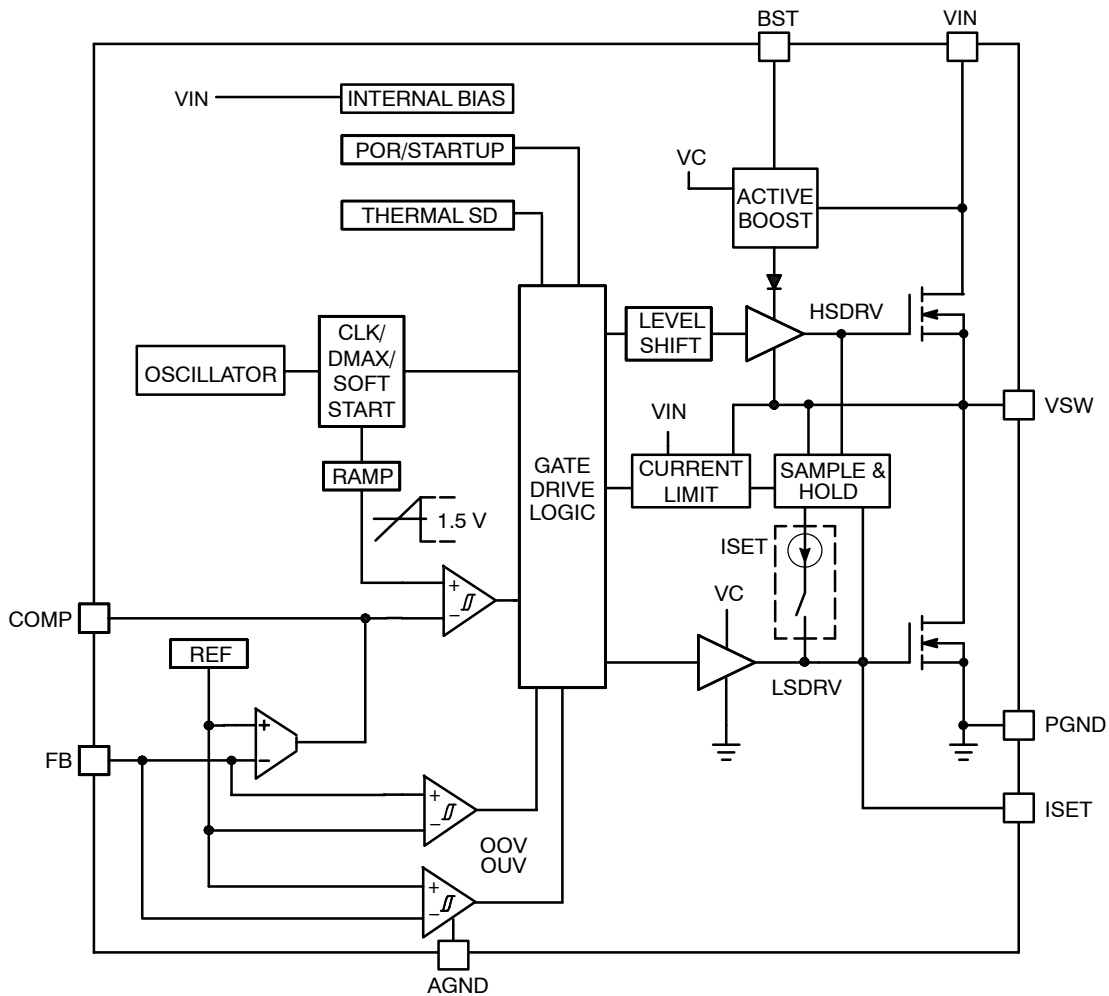 BST
VIN
VIN
INTERNAL BIAS
POR/STARTUP
THERMAL SD
VC
ACTIVE
BOOST
HSDRV
LEVEL
SHIFT
OSCILLATOR
CLK/
DMAX/
SOFT
START
RAMP
1.5 V
GATE
DRIVE
LOGIC
VIN
CURRENT
LIMIT
SAMPLE &
HOLD
VSW
ISET
VC
LSDRV
COMP
+
−
REF
FB
+
−
+
−
OOV
OUV
+
−
PGND
ISET
AGND